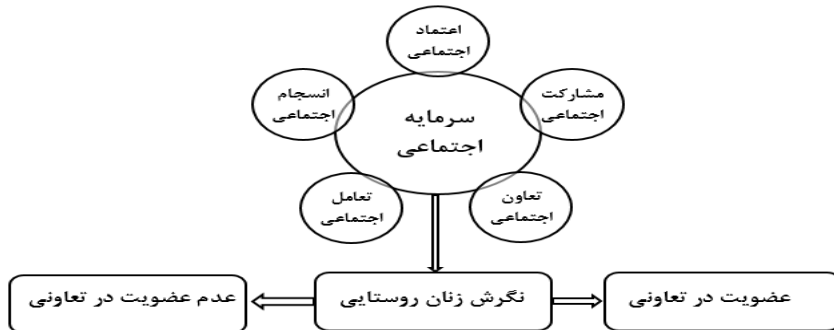 اعتماد
اجتماعی
مشارکت
اجتماعی
انسجام
اجتماعی
سرمایه
اجتماعی
تعاون
اجتماعی
تعامل
اجتماعی
عضویت در تعاونی
نگرش زنان روستایی
عدم عضویت در تعاونی